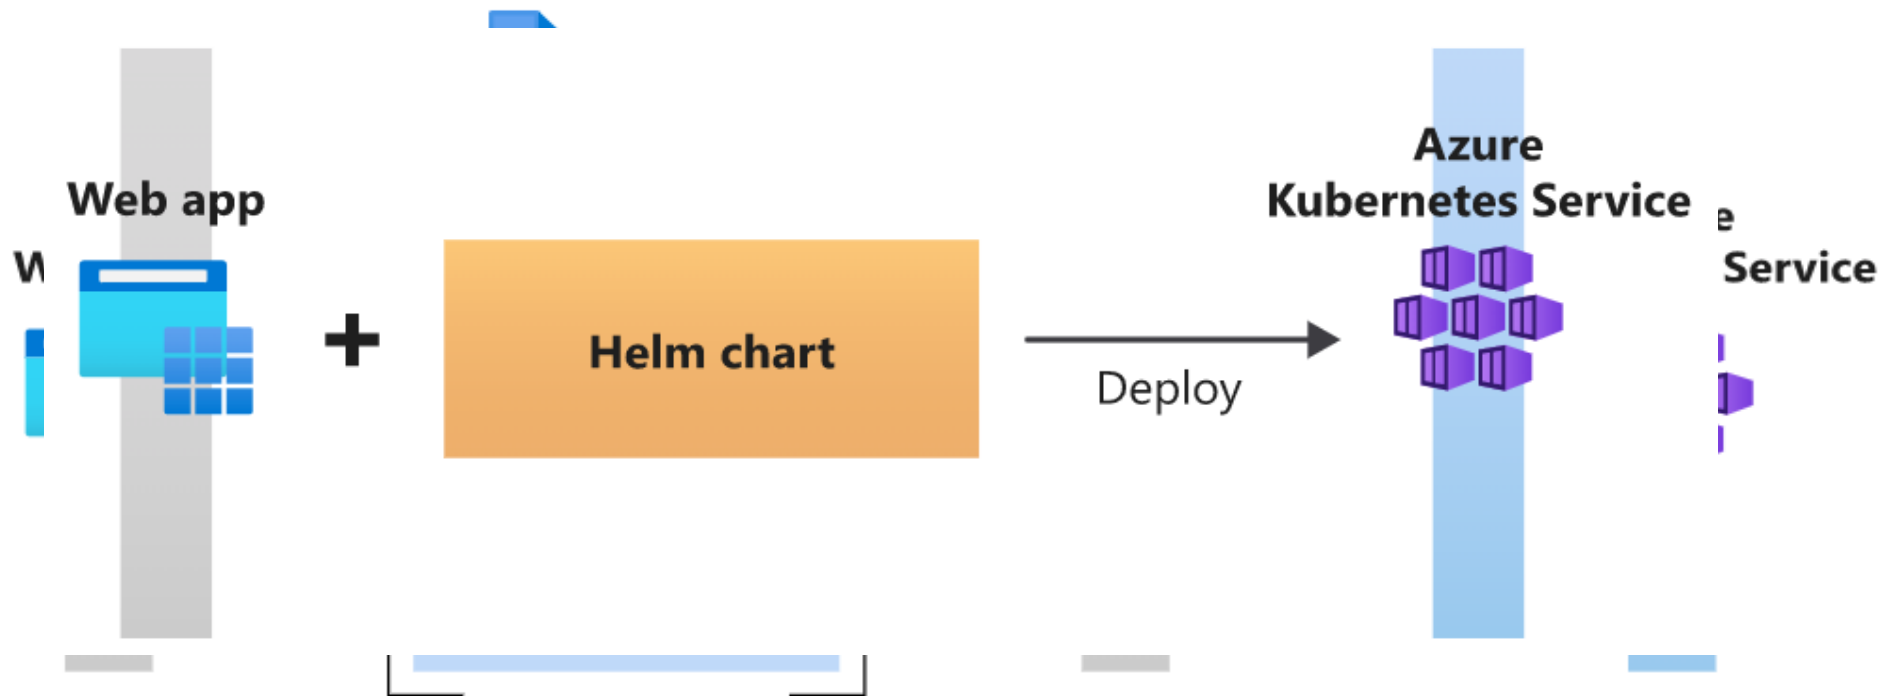 Azure
Web app
Kubernetes Service
e
W
Service
Helm chart
Deploy